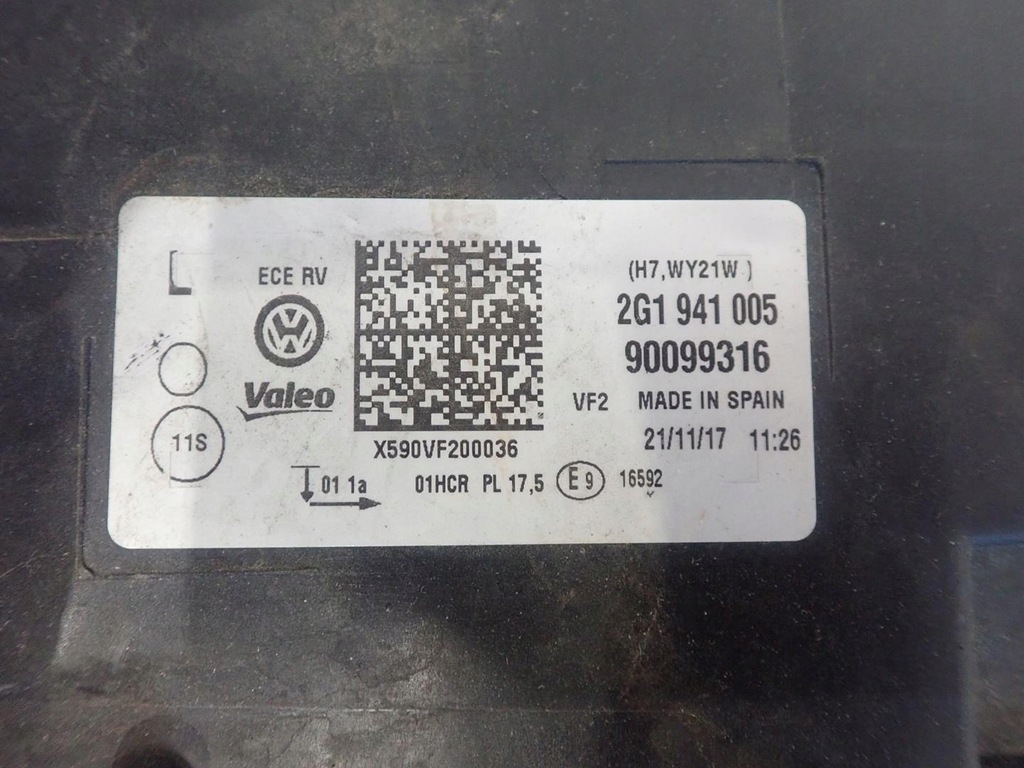 L
ECE RV
Valeo
11S
X590VF200036
01 1a
01HCR PL 17,5
E 9
16592
(H7,WY21W )
2G1 941 005
90099316
VF2 MADE IN SPAIN
21/11/17 11:26